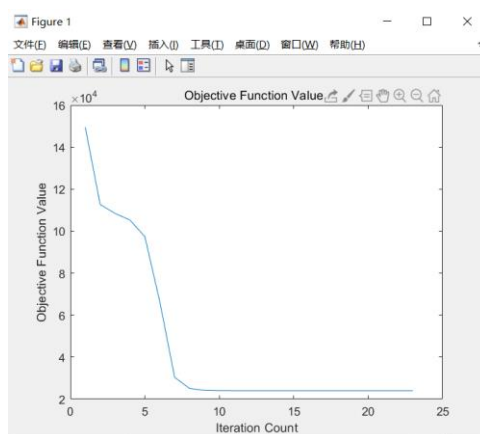 Figure 1
文件(F) 编辑(E) 查看(V) 插入(I) 工具(T) 桌面(D) 窗口(W) 帮助(H)
×10⁴
Objective Function Value
16
14
12
10
8
6
4
2
Objective Function Value
0 5 10 15 20 25
Iteration Count